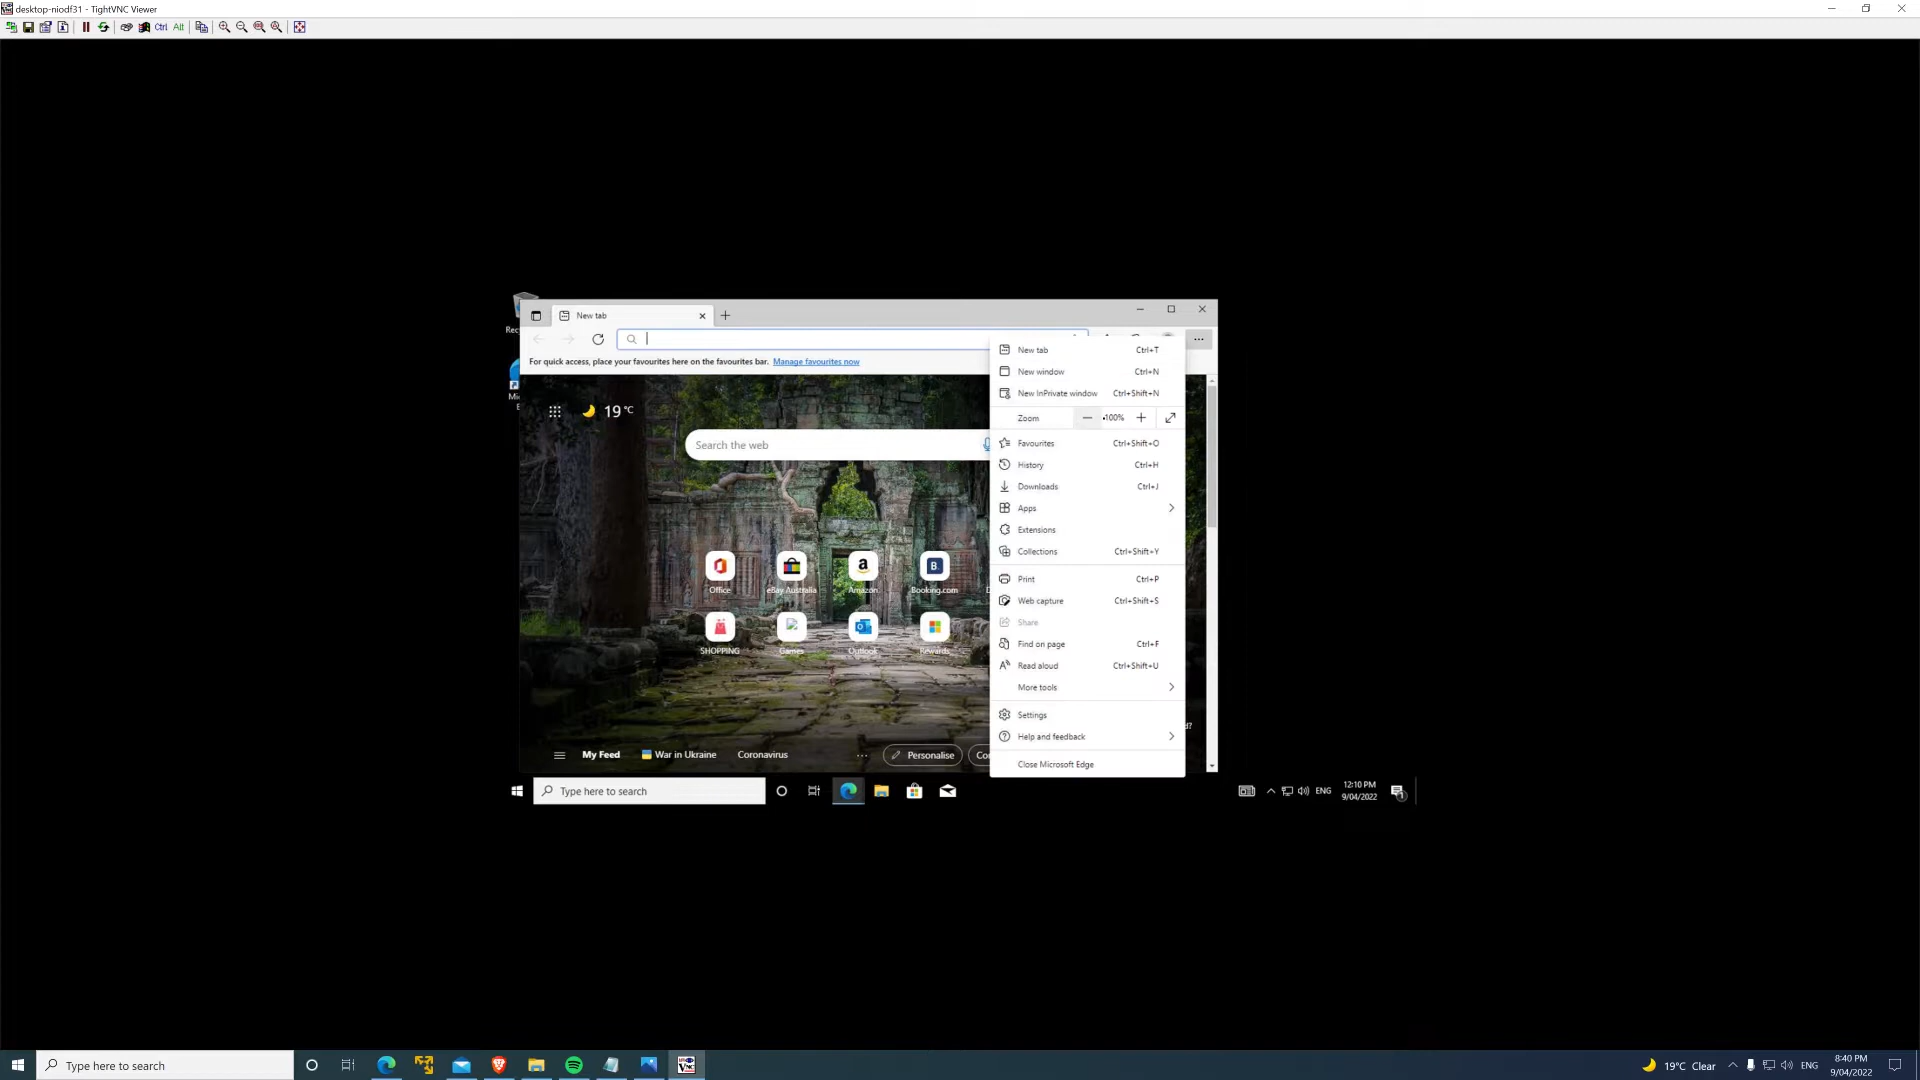 desktop-niodf31 - TightVNC Viewer
Ctrl Alt
New tab
For quick access, place your favourites here on the favourites bar. Manage favourites now
19 °C
Search the web
Office
eBay Australia
Amazon
Booking.com
SHOPPING
Games
Outlook
Rewards
My Feed
War in Ukraine
Coronavirus
Personalise
New tab Ctrl+T
New window Ctrl+N
New InPrivate window Ctrl+Shift+N
Zoom 100%
Favourites Ctrl+Shift+O
History Ctrl+H
Downloads Ctrl+J
Apps
Extensions
Collections Ctrl+Shift+Y
Print Ctrl+P
Web capture Ctrl+Shift+S
Share
Find on page Ctrl+F
Read aloud Ctrl+Shift+U
More tools
Settings
Help and feedback
Close Microsoft Edge
Type here to search
ENG
12:10 PM
9/04/2022
Type here to search
19°C Clear
ENG
8:40 PM
9/04/2022